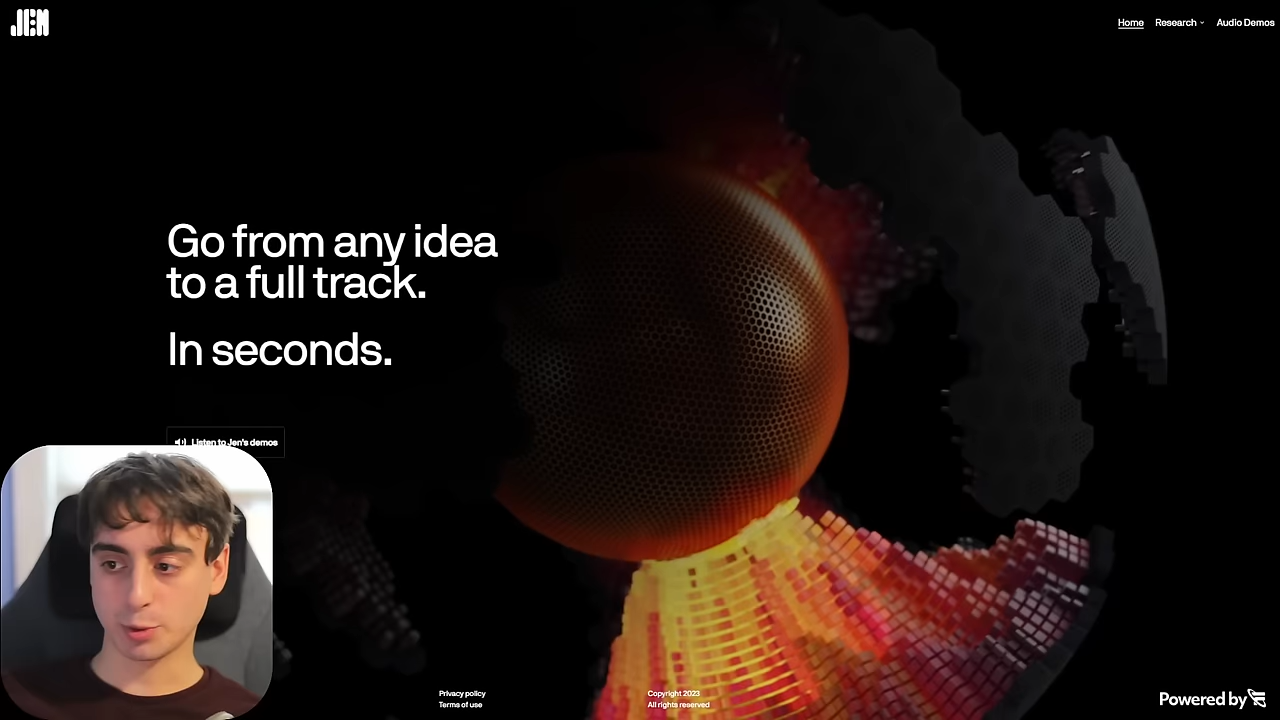 JEN
Home
Research
Audio Demos
Go from any idea
to a full track.
In seconds.
Listen to Jen's demos
Privacy policy
Terms of use
Copyright 2023
All rights reserved
Powered by